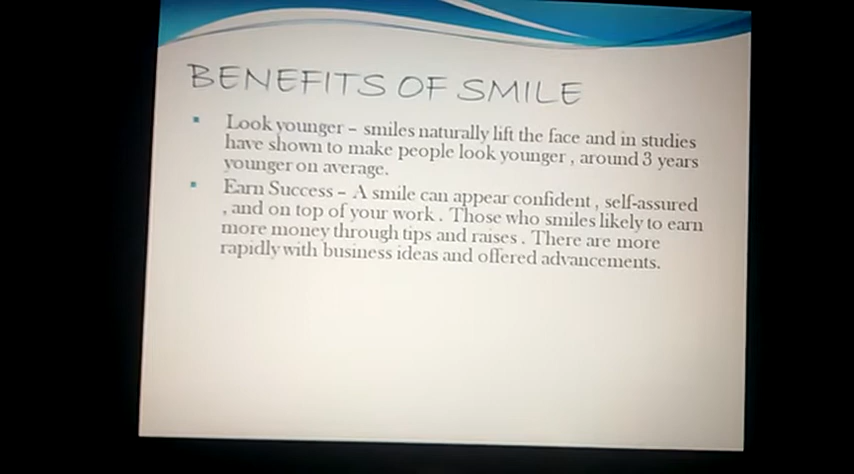 BENEFITS OF SMILE
Look younger – smiles naturally lift the face and in studies
have shown to make people look younger , around 3 years
younger on average.
Earn Success – A smile can appear confident , self-assured
, and on top of your work . Those who smiles likely to earn
more money through tips and raises . There are more
rapidly with business ideas and offered advancements.